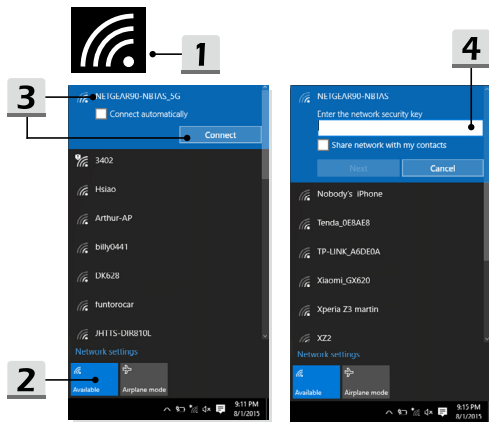 1
3
NETGEAR90-NBTAS_5G
Connect automatically
Connect
3402
Hsiao
Arthur-AP
billy0441
DK628
funtorocar
JHTTS-DIR810L
Network settings
2
Available
Airplane mode
9:11 PM
8/1/2015
4
NETGEAR90-NBTAS
Enter the network security key
Share network with my contacts
Next
Cancel
Nobody's iPhone
Tenda_0E8AE8
TP-LINK_A6DE0A
Xiaomi_GX620
Xperia Z3 martin
XZ2
Network settings
Available
Airplane mode
9:15 PM
8/1/2015